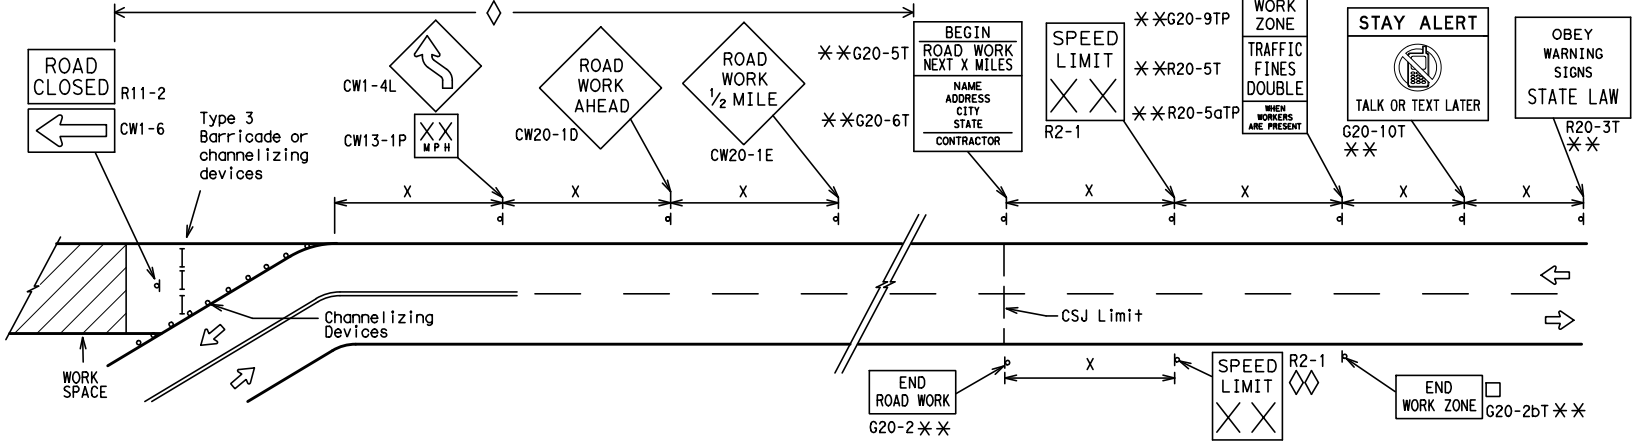 ROAD
CLOSED
R11-2
CW1-6
Type 3
Barricade or
channelizing
devices
CW1-4L
XX
MPH
CW13-1P
ROAD
WORK
AHEAD
CW20-1D
ROAD
WORK
1/2 MILE
CW20-1E
**G20-5T
**G20-6T
BEGIN
ROAD WORK
NEXT X MILES
NAME
ADDRESS
CITY
STATE
CONTRACTOR
SPEED
LIMIT
XX
R2-1
**G20-9TP
**R20-5T
**R20-5aTP
WORK
ZONE
TRAFFIC
FINES
DOUBLE
WHEN
WORKERS
ARE PRESENT
STAY ALERT
TALK OR TEXT LATER
G20-10T
**
OBEY
WARNING
SIGNS
STATE LAW
R20-3T
**
X
X
X
X
X
X
X
Channelizing
Devices
CSJ Limit
WORK
SPACE
END
ROAD WORK
G20-2**
X
SPEED
LIMIT
XX
R2-1
END
WORK ZONE
G20-2bT**